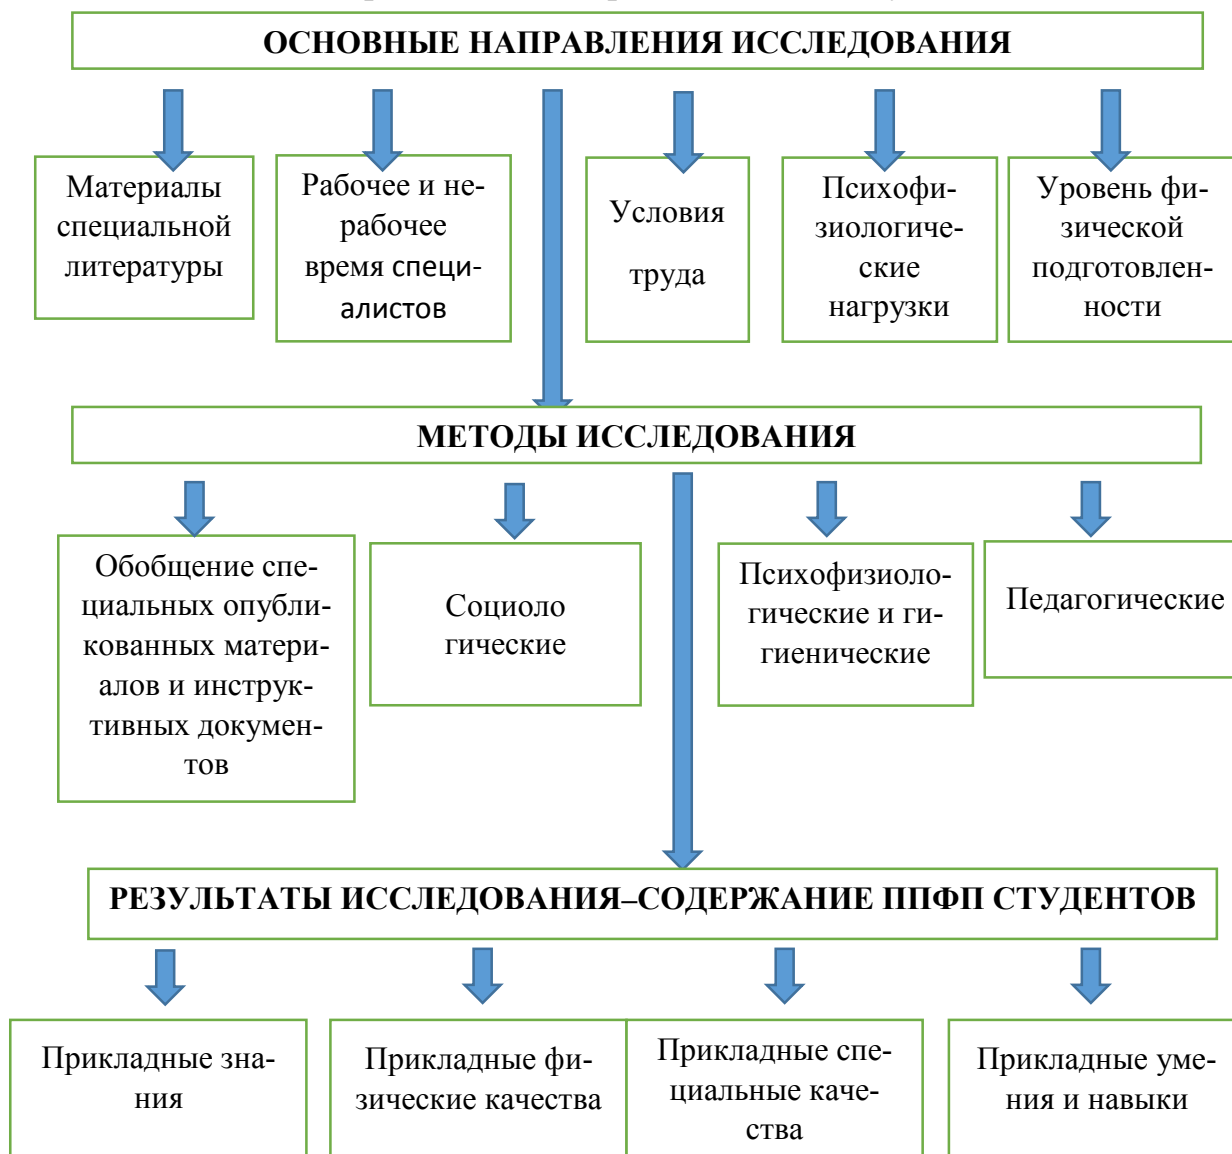 ОСНОВНЫЕ НАПРАВЛЕНИЯ ИССЛЕДОВАНИЯ
Материалы
специальной
литературы
Рабочее и не-
рабочее
время специ-
алистов
Условия
труда
Психофи-
зиологиче-
ские
нагрузки
Уровень фи-
зической
подготовлен-
ности
МЕТОДЫ ИССЛЕДОВАНИЯ
Обобщение спе-
циальных опубли-
кованных матери-
алов и инструк-
тивных докумен-
тов
Социоло
гические
Психофизиоло-
гические и ги-
гиенические
Педагогические
РЕЗУЛЬТАТЫ ИССЛЕДОВАНИЯ–СОДЕРЖАНИЕ ППФП СТУДЕНТОВ
Прикладные зна-
ния
Прикладные фи-
зические качества
Прикладные спе-
циальные каче-
ства
Прикладные уме-
ния и навыки